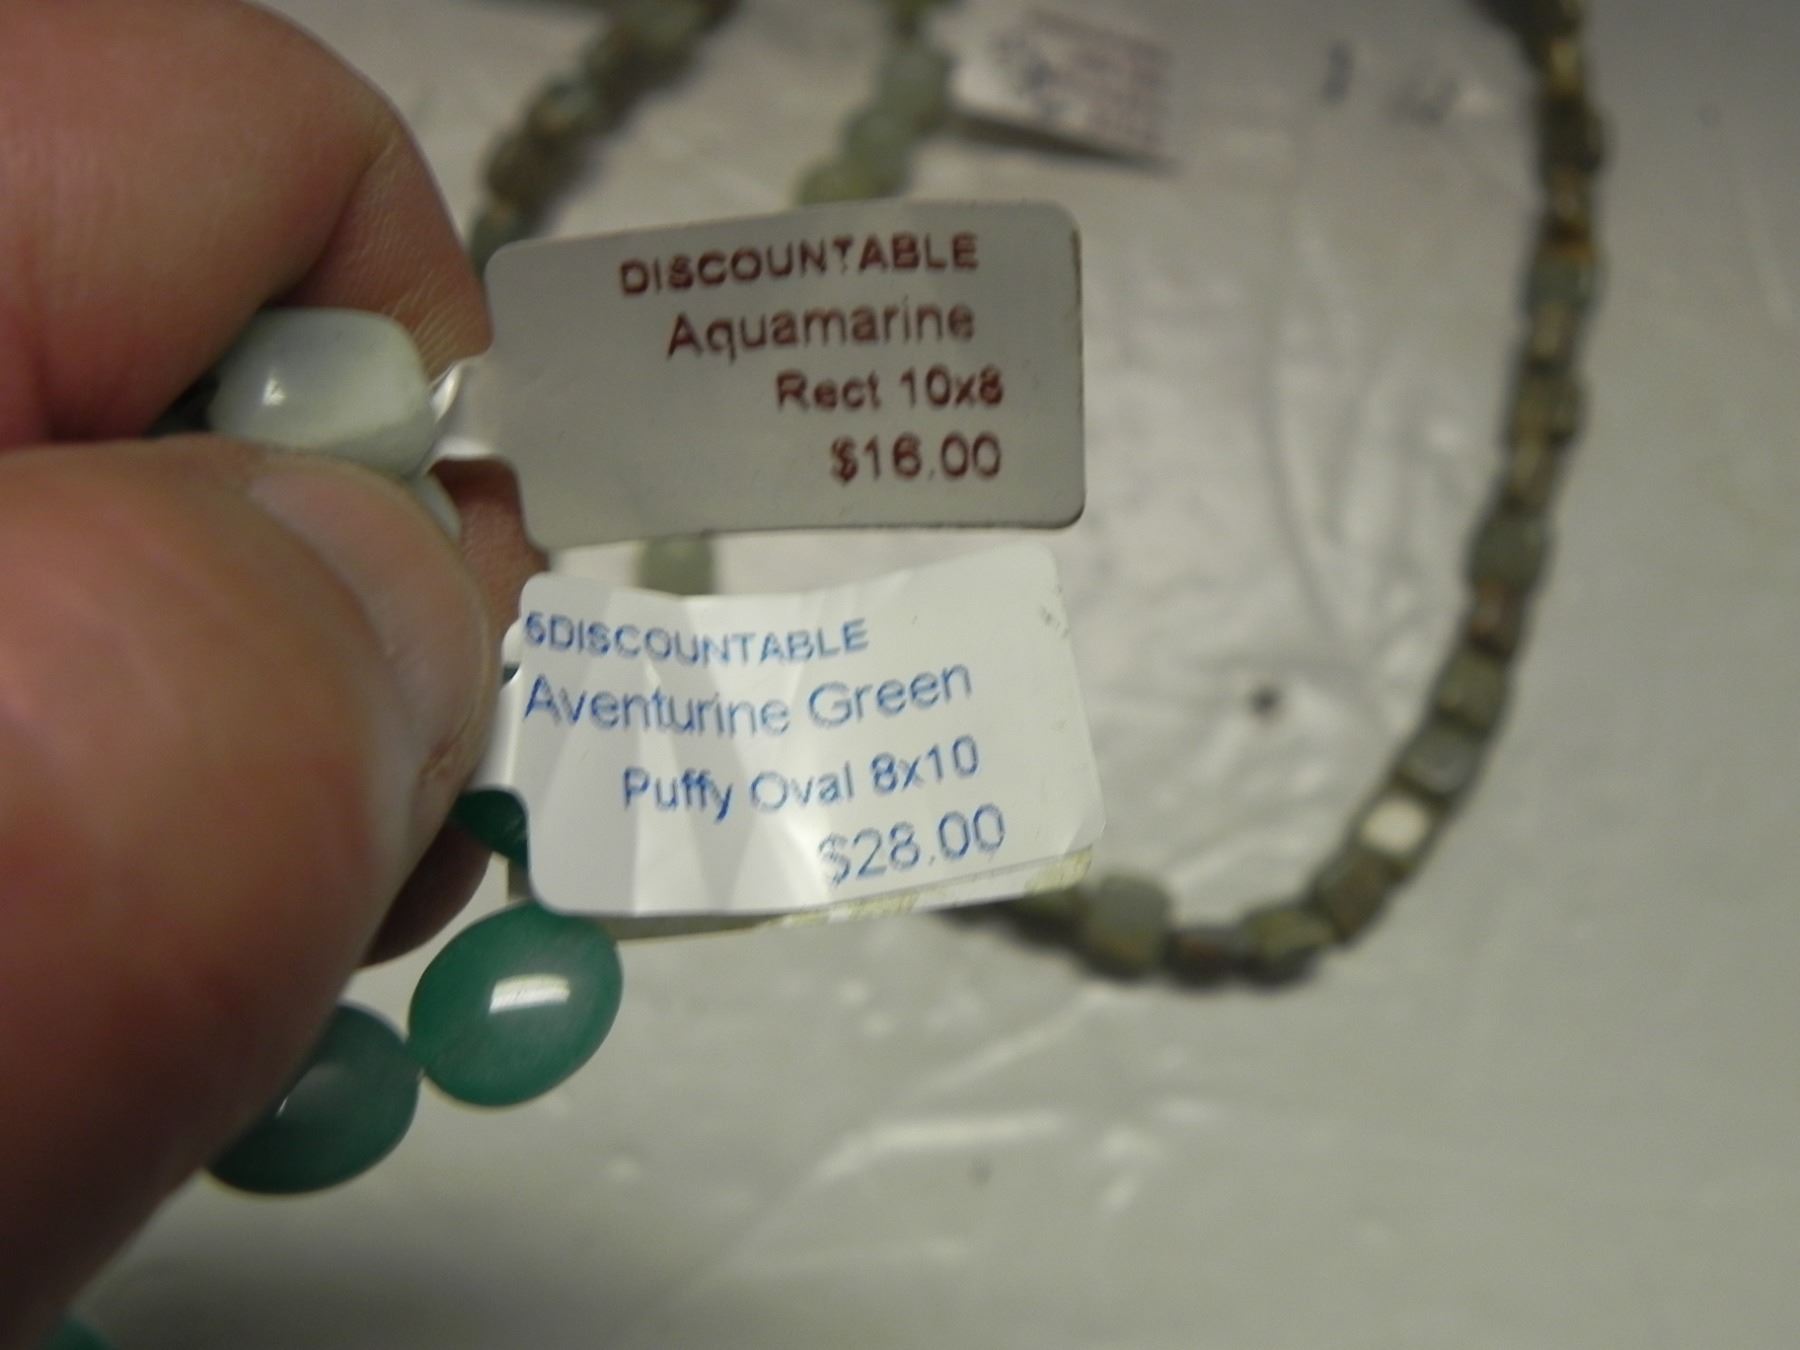 DISCOUNTABLE
Aquamarine
Rect 10x8
$16.00
5DISCOUNTABLE
Aventurine Green
Puffy Oval 8x10
$28.00